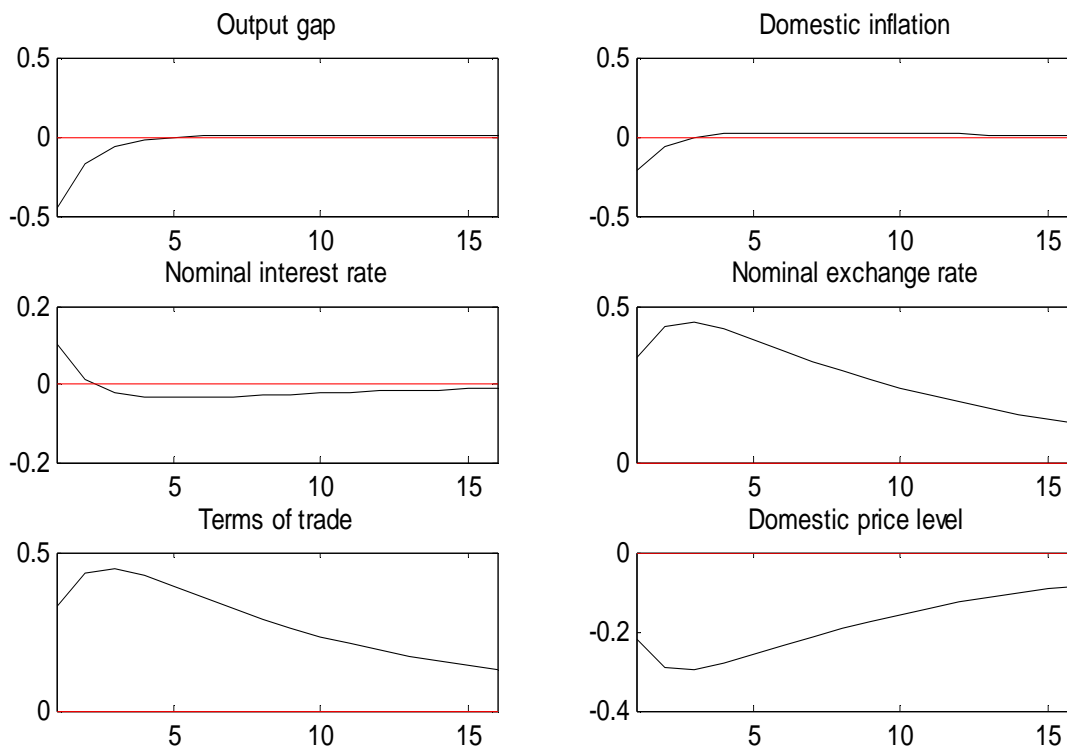 Output gap
0.5
0
-0.5
5 10 15
Domestic inflation
0.5
0
-0.5
5 10 15
Nominal interest rate
0.2
0
-0.2
5 10 15
Nominal exchange rate
0.5
0
5 10 15
Terms of trade
0.5
0
5 10 15
Domestic price level
0
-0.2
-0.4
5 10 15